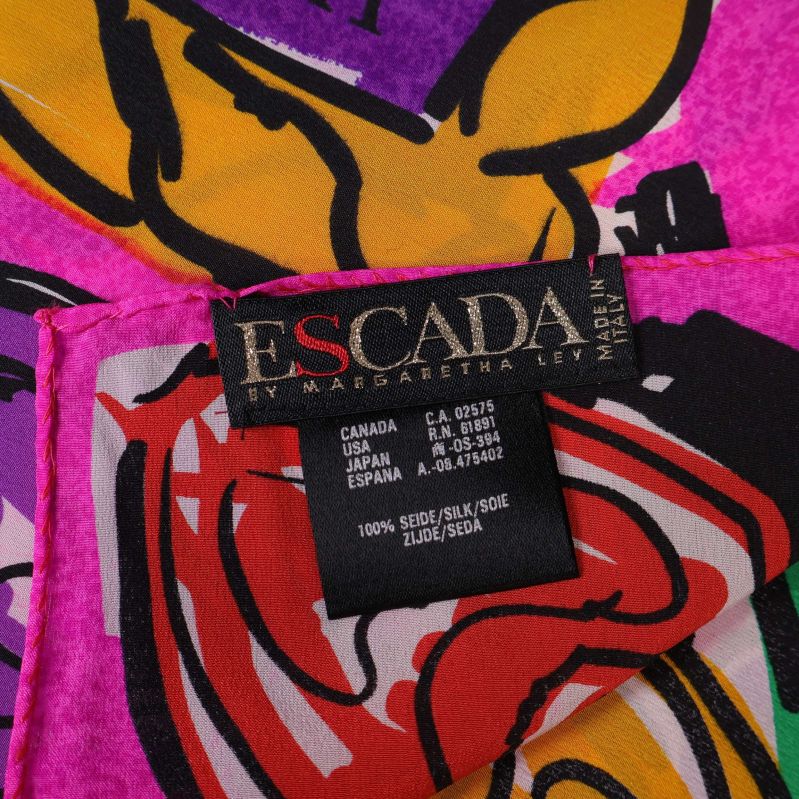 ESCADA
BY MARGARETHA LEY
MADE IN
ITALY
CANADA C.A. 02575
USA R.N. 61891
JAPAN -OS-394
ESPANA A.-08.475402
100% SEIDE/SILK/SOIE
ZIJDE/SEDA